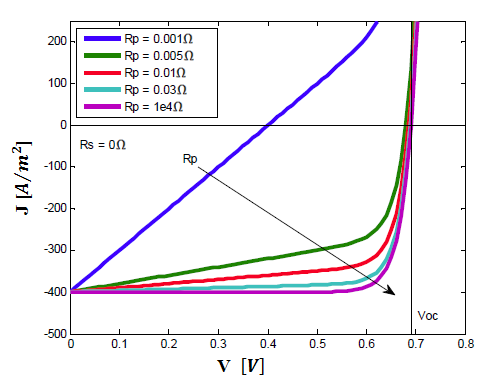 200
100
0
-100
-200
-300
-400
-500
J [A/m²]
Rp = 0.001Ω
Rp = 0.005Ω
Rp = 0.01Ω
Rp = 0.03Ω
Rp = 1e4Ω
Rs = 0Ω
Rp
Voc
0 0.1 0.2 0.3 0.4 0.5 0.6 0.7 0.8
V [V]